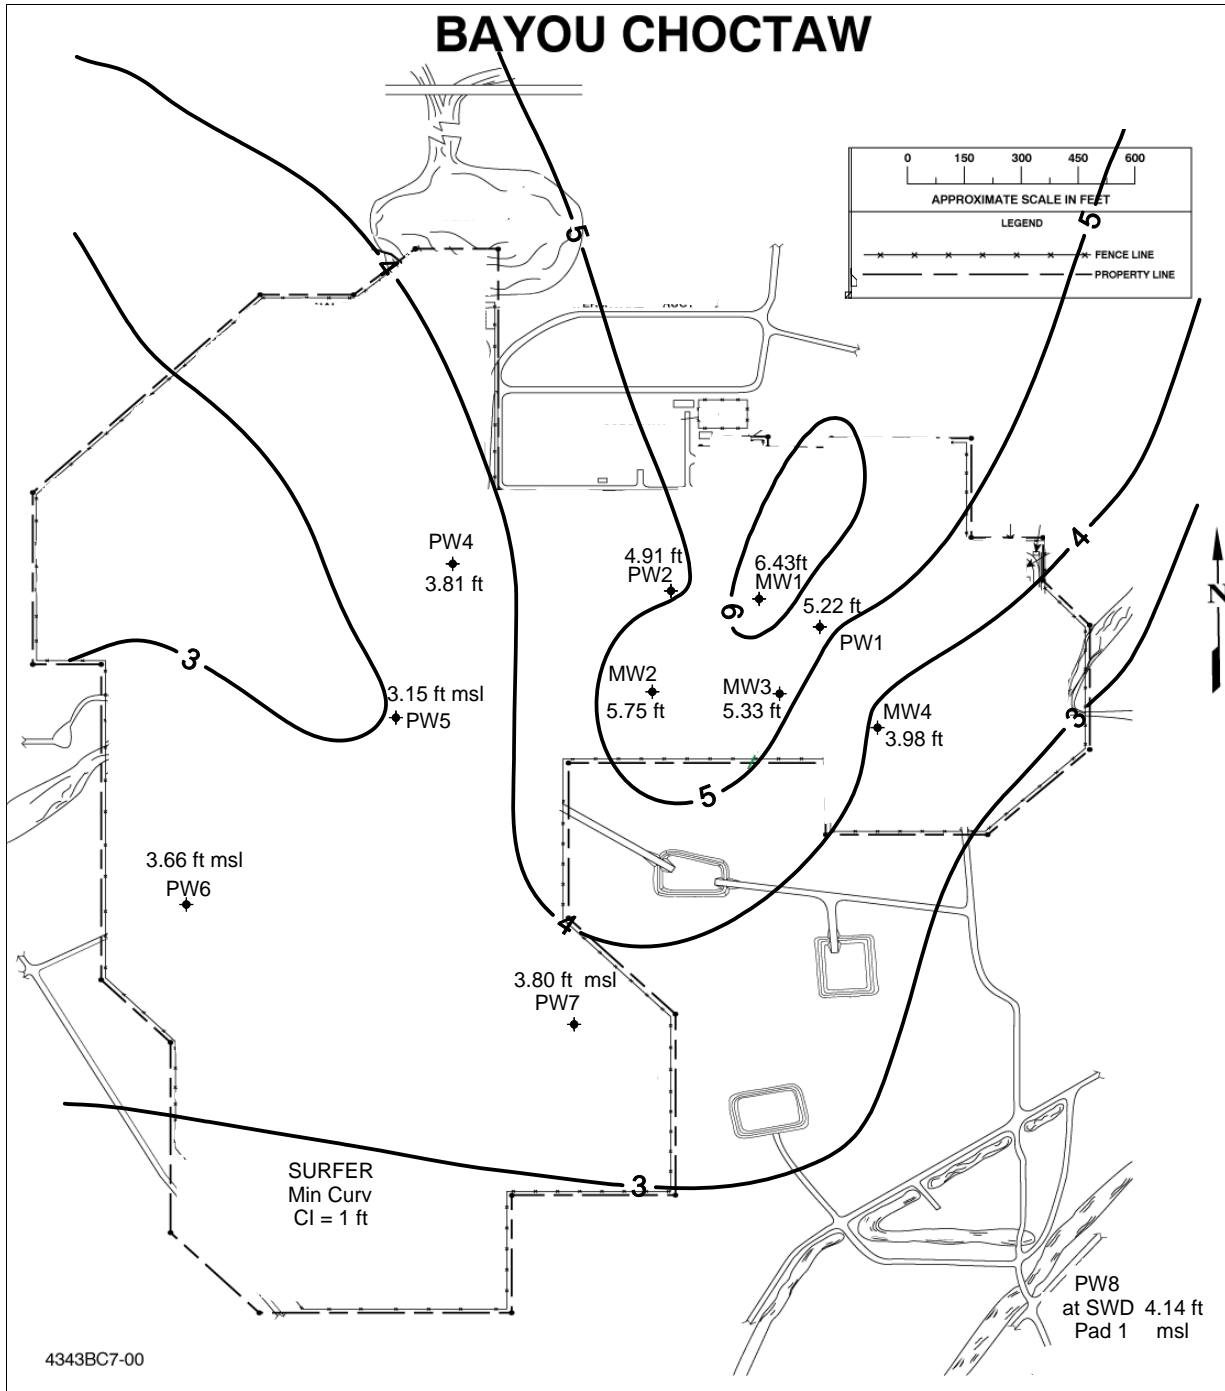 BAYOU CHOCTAW
0 150 300 450 600
APPROXIMATE SCALE IN FEET
LEGEND
FENCE LINE
PROPERTY LINE
5
5
4
4
PW4
3.81 ft
4.91 ft
PW2
6.43ft
MW1
6
5.22 ft
PW1
N
3
3.15 ft msl
PW5
MW2
5.75 ft
MW3
5.33 ft
MW4
3.98 ft
3
5
3.66 ft msl
PW6
4
3.80 ft msl
PW7
SURFER
Min Curv
CI = 1 ft
3
PW8
at SWD 4.14 ft
Pad 1 msl
4343BC7-00